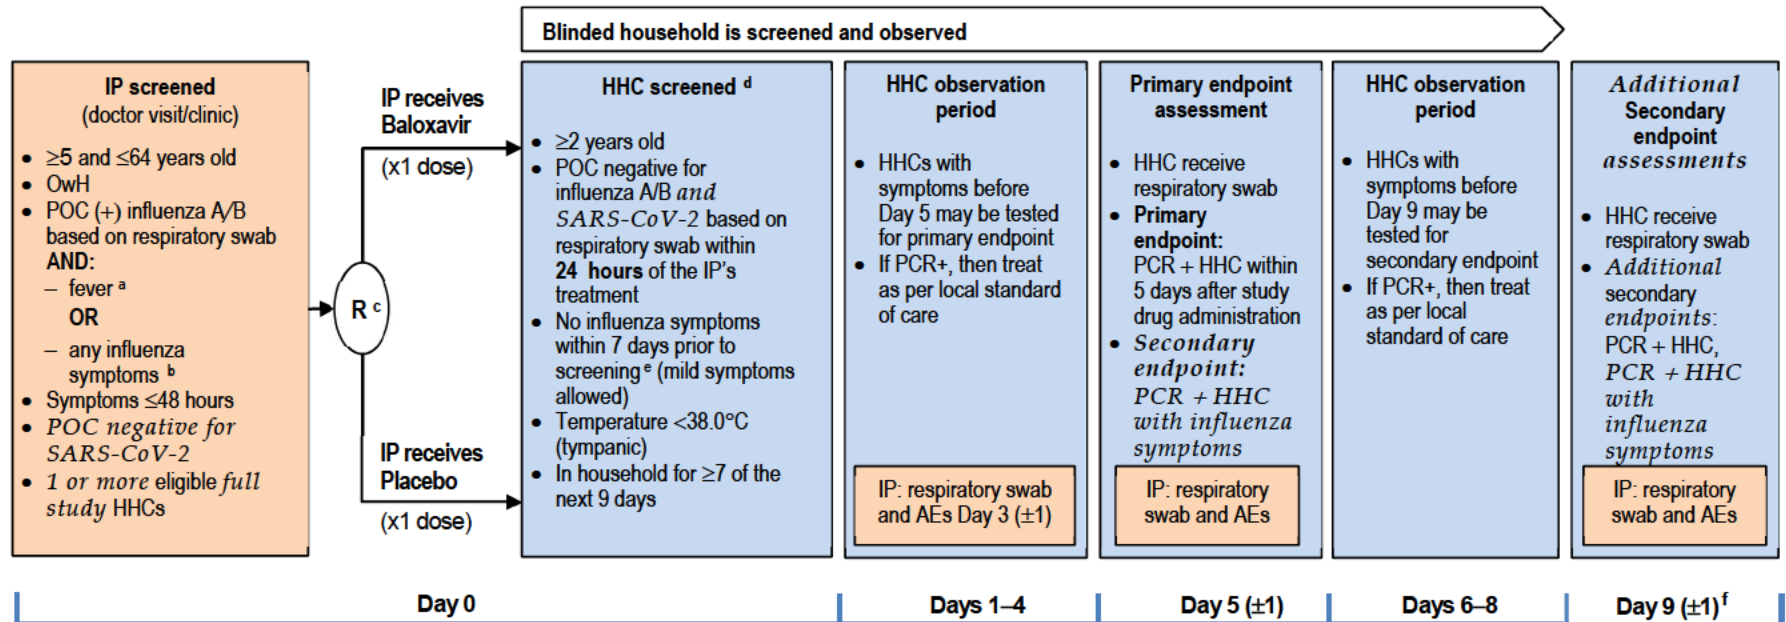 Blinded household is screened and observed
IP screened
(doctor visit/clinic)
• ≥5 and ≤64 years old
• OwH
• POC (+) influenza A/B
based on respiratory swab
AND:
– fever a
OR
– any influenza
symptoms b
• Symptoms ≤48 hours
• POC negative for
SARS-CoV-2
• 1 or more eligible full
study HHCs
R c
IP receives
Baloxavir
(x1 dose)
IP receives
Placebo
(x1 dose)
HHC screened d
• ≥2 years old
• POC negative for
influenza A/B and
SARS-CoV-2 based on
respiratory swab within
24 hours of the IP's
treatment
• No influenza symptoms
within 7 days prior to
screening e (mild symptoms
allowed)
• Temperature <38.0°C
(tympanic)
• In household for ≥7 of the
next 9 days
HHC observation
period
• HHCs with
symptoms before
Day 5 may be tested
for primary endpoint
• If PCR+, then treat
as per local standard
of care
IP: respiratory swab
and AEs Day 3 (±1)
Primary endpoint
assessment
• HHC receive
respiratory swab
• Primary
endpoint:
PCR + HHC within
5 days after study
drug administration
• Secondary
endpoint:
PCR + HHC
with influenza
symptoms
IP: respiratory
swab and AEs
HHC observation
period
• HHCs with
symptoms before
Day 9 may be
tested for
secondary endpoint
• If PCR+, then treat
as per local
standard of care
Additional
Secondary
endpoint
assessments
• HHC receive
respiratory swab
• Additional
secondary
endpoints:
PCR + HHC,
PCR + HHC
with
influenza
symptoms
IP: respiratory
swab and AEs
Day 0
Days 1–4
Day 5 (±1)
Days 6–8
Day 9 (±1) f